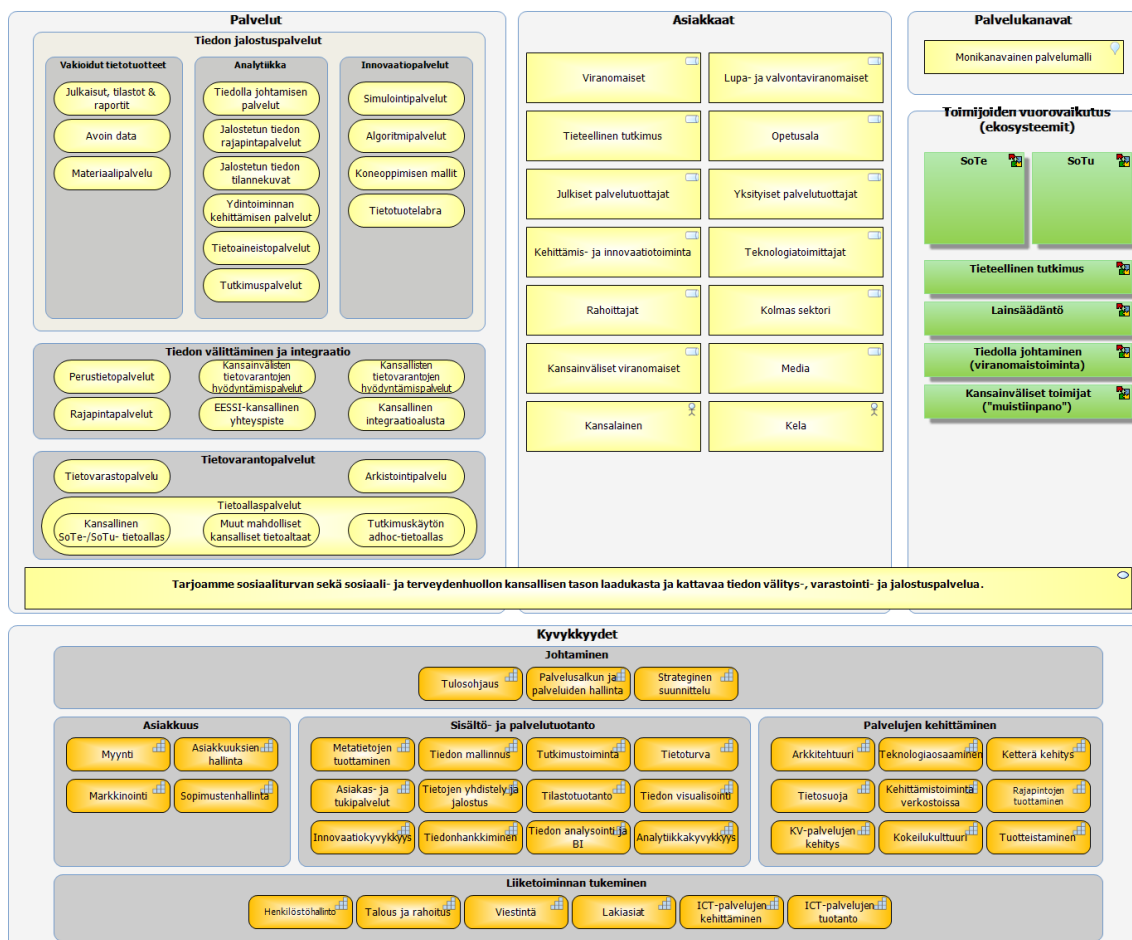 Palvelut
Tiedon jalostuspalvelut
Vakioidut tietotuotteet
Julkaisut, tilastot &
raportit
Avoin data
Materiaalipalvelu
Analytiikka
Tiedolla johtamisen
palvelut
Jalostetun tiedon
rajapintapalvelut
Jalostetun tiedon
tilannekuvat
Ydintoiminnan
kehittämisen palvelut
Tietoaineistopalvelut
Tutkimuspalvelut
Innovaatiopalvelut
Simulointipalvelut
Algoritmipalvelut
Koneoppimisen mallit
Tietotuotelabra
Tiedon välittäminen ja integraatio
Perustietopalvelut
Kansainvälisten
tietovarantojen
hyödyntämispalvelut
Kansallisten
tietovarantojen
hyödyntämispalvelut
Rajapintapalvelut
EESSI-kansallinen
yhteyspiste
Kansallinen
integraatioalusta
Tietovarantopalvelut
Tietovarastopalvelu
Arkistointipalvelu
Tietoallaspalvelut
Kansallinen
SoTe-/SoTu- tietoallas
Muut mahdolliset
kansalliset tietoaltaat
Tutkimuskäytön
adhoc-tietoallas
Asiakkaat
Viranomaiset
Lupa- ja valvontaviranomaiset
Tieteellinen tutkimus
Opetusala
Julkiset palvelutuottajat
Yksityiset palvelutuottajat
Kehittämis- ja innovaatiotoiminta
Teknologiatoimittajat
Rahoittajat
Kolmas sektori
Kansainväliset viranomaiset
Media
Kansalainen
Kela
Palvelukanavat
Monikanavainen palvelumalli
Toimijoiden vuorovaikutus
(ekosysteemit)
SoTe
SoTu
Tieteellinen tutkimus
Lainsäädäntö
Tiedolla johtaminen
(viranomaistoiminta)
Kansainväliset toimijat
("muistiinpano")
Tarjoamme sosiaaliturvan sekä sosiaali- ja terveydenhuollon kansallisen tason laadukasta ja kattavaa tiedon välitys-, varastointi- ja jalostuspalvelua.
Kyvykkyydet
Johtaminen
Tulosohjaus
Palvelusalkun ja
palveluiden hallinta
Strateginen
suunnittelu
Asiakkuus
Myynti
Asiakkuuksien
hallinta
Markkinointi
Sopimustenhallinta
Sisältö- ja palvelutuotanto
Metatietojen
tuottaminen
Tiedon mallinnus
Tutkimustoiminta
Tietoturva
Asiakas- ja
tukipalvelut
Tietojen yhdistely ja
jalostus
Tilastotuotanto
Tiedon visualisointi
Innovaatiokyvykkyys
Tiedonhankkiminen
Tiedon analysointi ja
BI
Analytiikkakyvykkyys
Palvelujen kehittäminen
Arkkitehtuuri
Teknologiaosaaminen
Ketterä kehitys
Tietosuoja
Kehittämistoiminta
verkostoissa
Rajapintojen
tuottaminen
KV-palvelujen
kehitys
Kokeilukulttuuri
Tuotteistaminen
Liiketoiminnan tukeminen
Henkilöstöhallinto
Talous ja rahoitus
Viestintä
Lakiasiat
ICT-palvelujen
kehittäminen
ICT-palvelujen
tuotanto